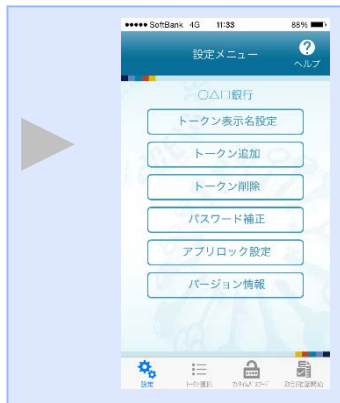 SoftBank 4G 11:33 88%
設定メニュー
?
ヘルプ
○△□銀行
トークン表示名設定
トークン追加
トークン削除
パスワード補正
アプリロック設定
バージョン情報
設定
トークン選択
ワンタイムパスワード
取引認証開始